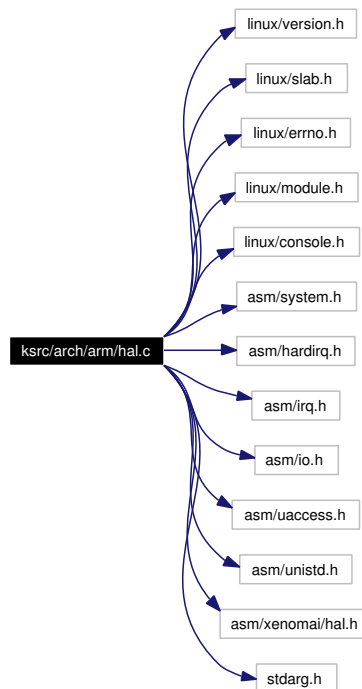 linux/version.h
linux/slab.h
linux/errno.h
linux/module.h
linux/console.h
asm/system.h
ksrc/arch/arm/hal.c
asm/hardirq.h
asm/irq.h
asm/io.h
asm/uaccess.h
asm/unistd.h
asm/xenomai/hal.h
stdarg.h